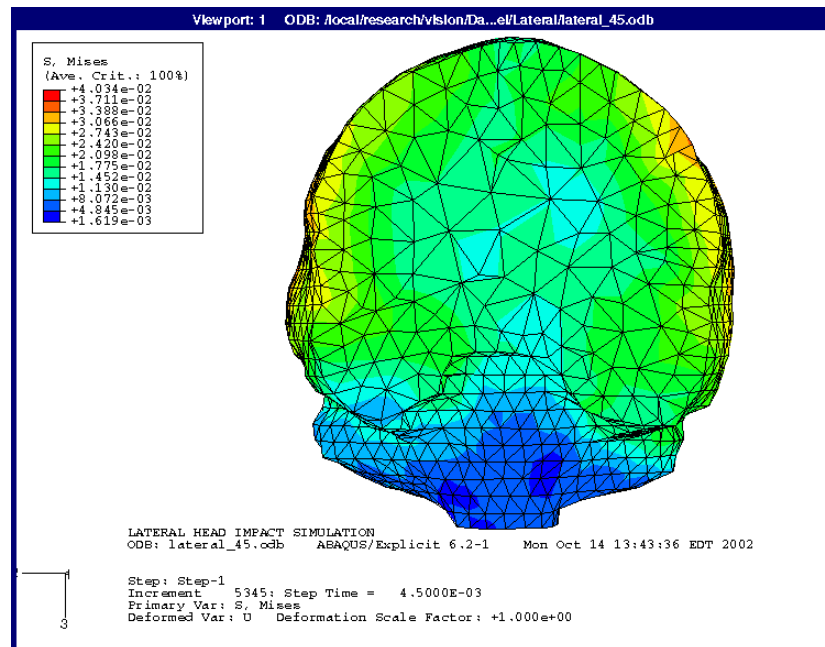 Viewport: 1 ODB: /local/research/vision/Da...el/Lateral/lateral_45.odb
S, Mises
(Ave. Crit.: 100%)
+4.034e-02
+3.711e-02
+3.388e-02
+3.066e-02
+2.743e-02
+2.420e-02
+2.098e-02
+1.775e-02
+1.452e-02
+1.130e-02
+8.072e-03
+4.845e-03
+1.619e-03
LATERAL HEAD IMPACT SIMULATION
ODB: lateral_45.odb ABAQUS/Explicit 6.2-1 Mon Oct 14 13:43:36 EDT 2002
Step: Step-1
Increment 5345: Step Time = 4.5000E-03
Primary Var: S, Mises
Deformed Var: U Deformation Scale Factor: +1.000e+00
3